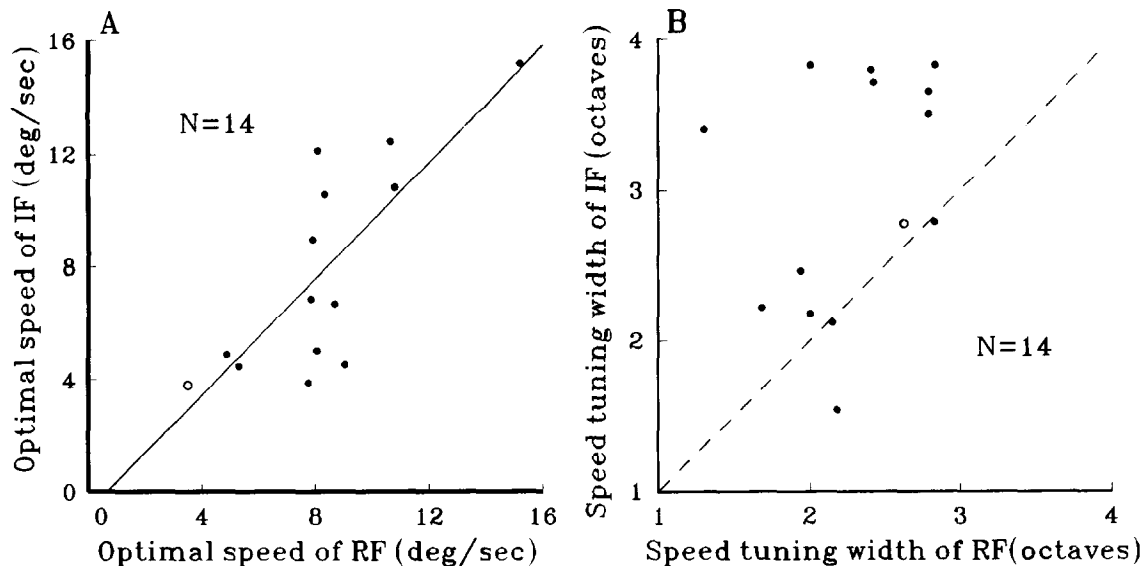 A
Optimal speed of IF (deg/sec)
16
12
8
4
0
N=14
0 4 8 12 16
Optimal speed of RF (deg/sec)
B
Speed tuning width of IF (octaves)
4
3
2
1
N=14
1 2 3 4
Speed tuning width of RF(octaves)